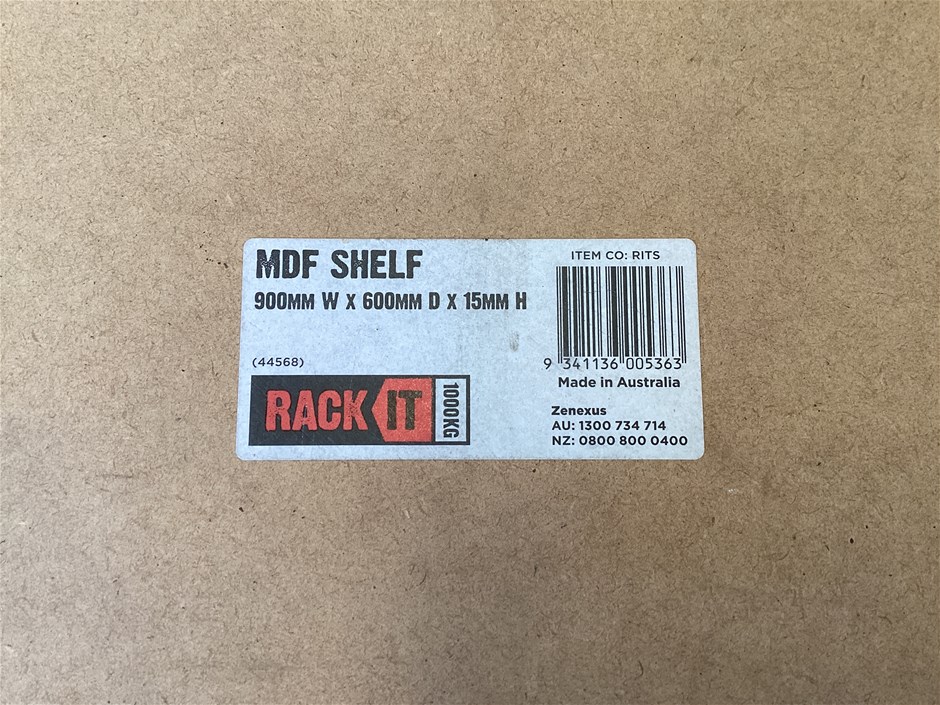 MDF SHELF
900MM W X 600MM D X 15MM H
(44568)
RACK IT
1000KG
ITEM CO: RITS
9 341136 005363
Made in Australia
Zenexus
AU: 1300 734 714
NZ: 0800 800 0400